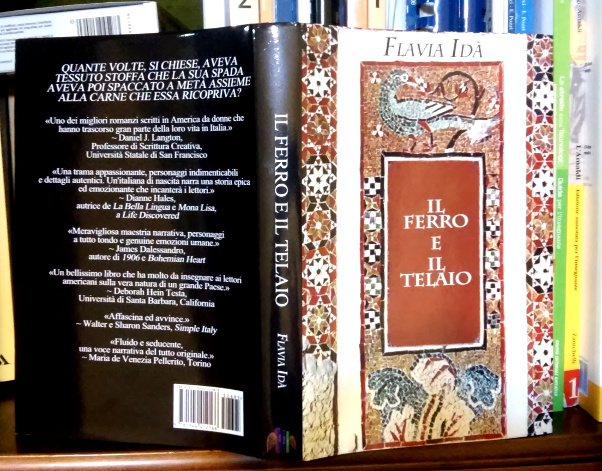 QUANTE VOLTE, SI CHIESE, AVEVA
TESSUTO STOFFA CHE LA SUA SPADA
AVEVA POI SPACCATO A METÀ ASSIEME
ALLA CARNE CHE ESSA RICOPRIVA?
«Uno dei migliori romanzi scritti in America da donne che
hanno trascorso gran parte della loro vita in Italia.»
~ Daniel J. Langton,
Professore di Scrittura Creativa,
Università Statale di San Francisco
«Una trama appassionante, personaggi indimenticabili
e dettagli autentici. Un'italiana di nascita narra una storia epica
ed emozionante che incanterà i lettori.»
~ Dianne Hales,
autrice de La Bella Lingua e Mona Lisa,
a Life Discovered
«Meravigliosa maestria narrativa, personaggi
a tutto tondo e genuine emozioni umane.»
~ James Dalessandro,
autore di 1906 e Bohemian Heart
«Un bellissimo libro che ha molto da insegnare ai lettori
americani sulla vera natura di un grande Paese.»
~ Deborah Hein Testa,
Università di Santa Barbara, California
«Affascina ed avvince.»
~ Walter e Sharon Sanders, Simple Italy
«Fluido e seducente,
una voce narrativa del tutto originale.»
~ Maria de Venezia Pellerito, Torino
IL FERRO E IL TELAIO
FLAVIA IDÀ
FLAVIA IDÀ
IL
FERRO
E
IL
TELAIO
Zanichelli
1